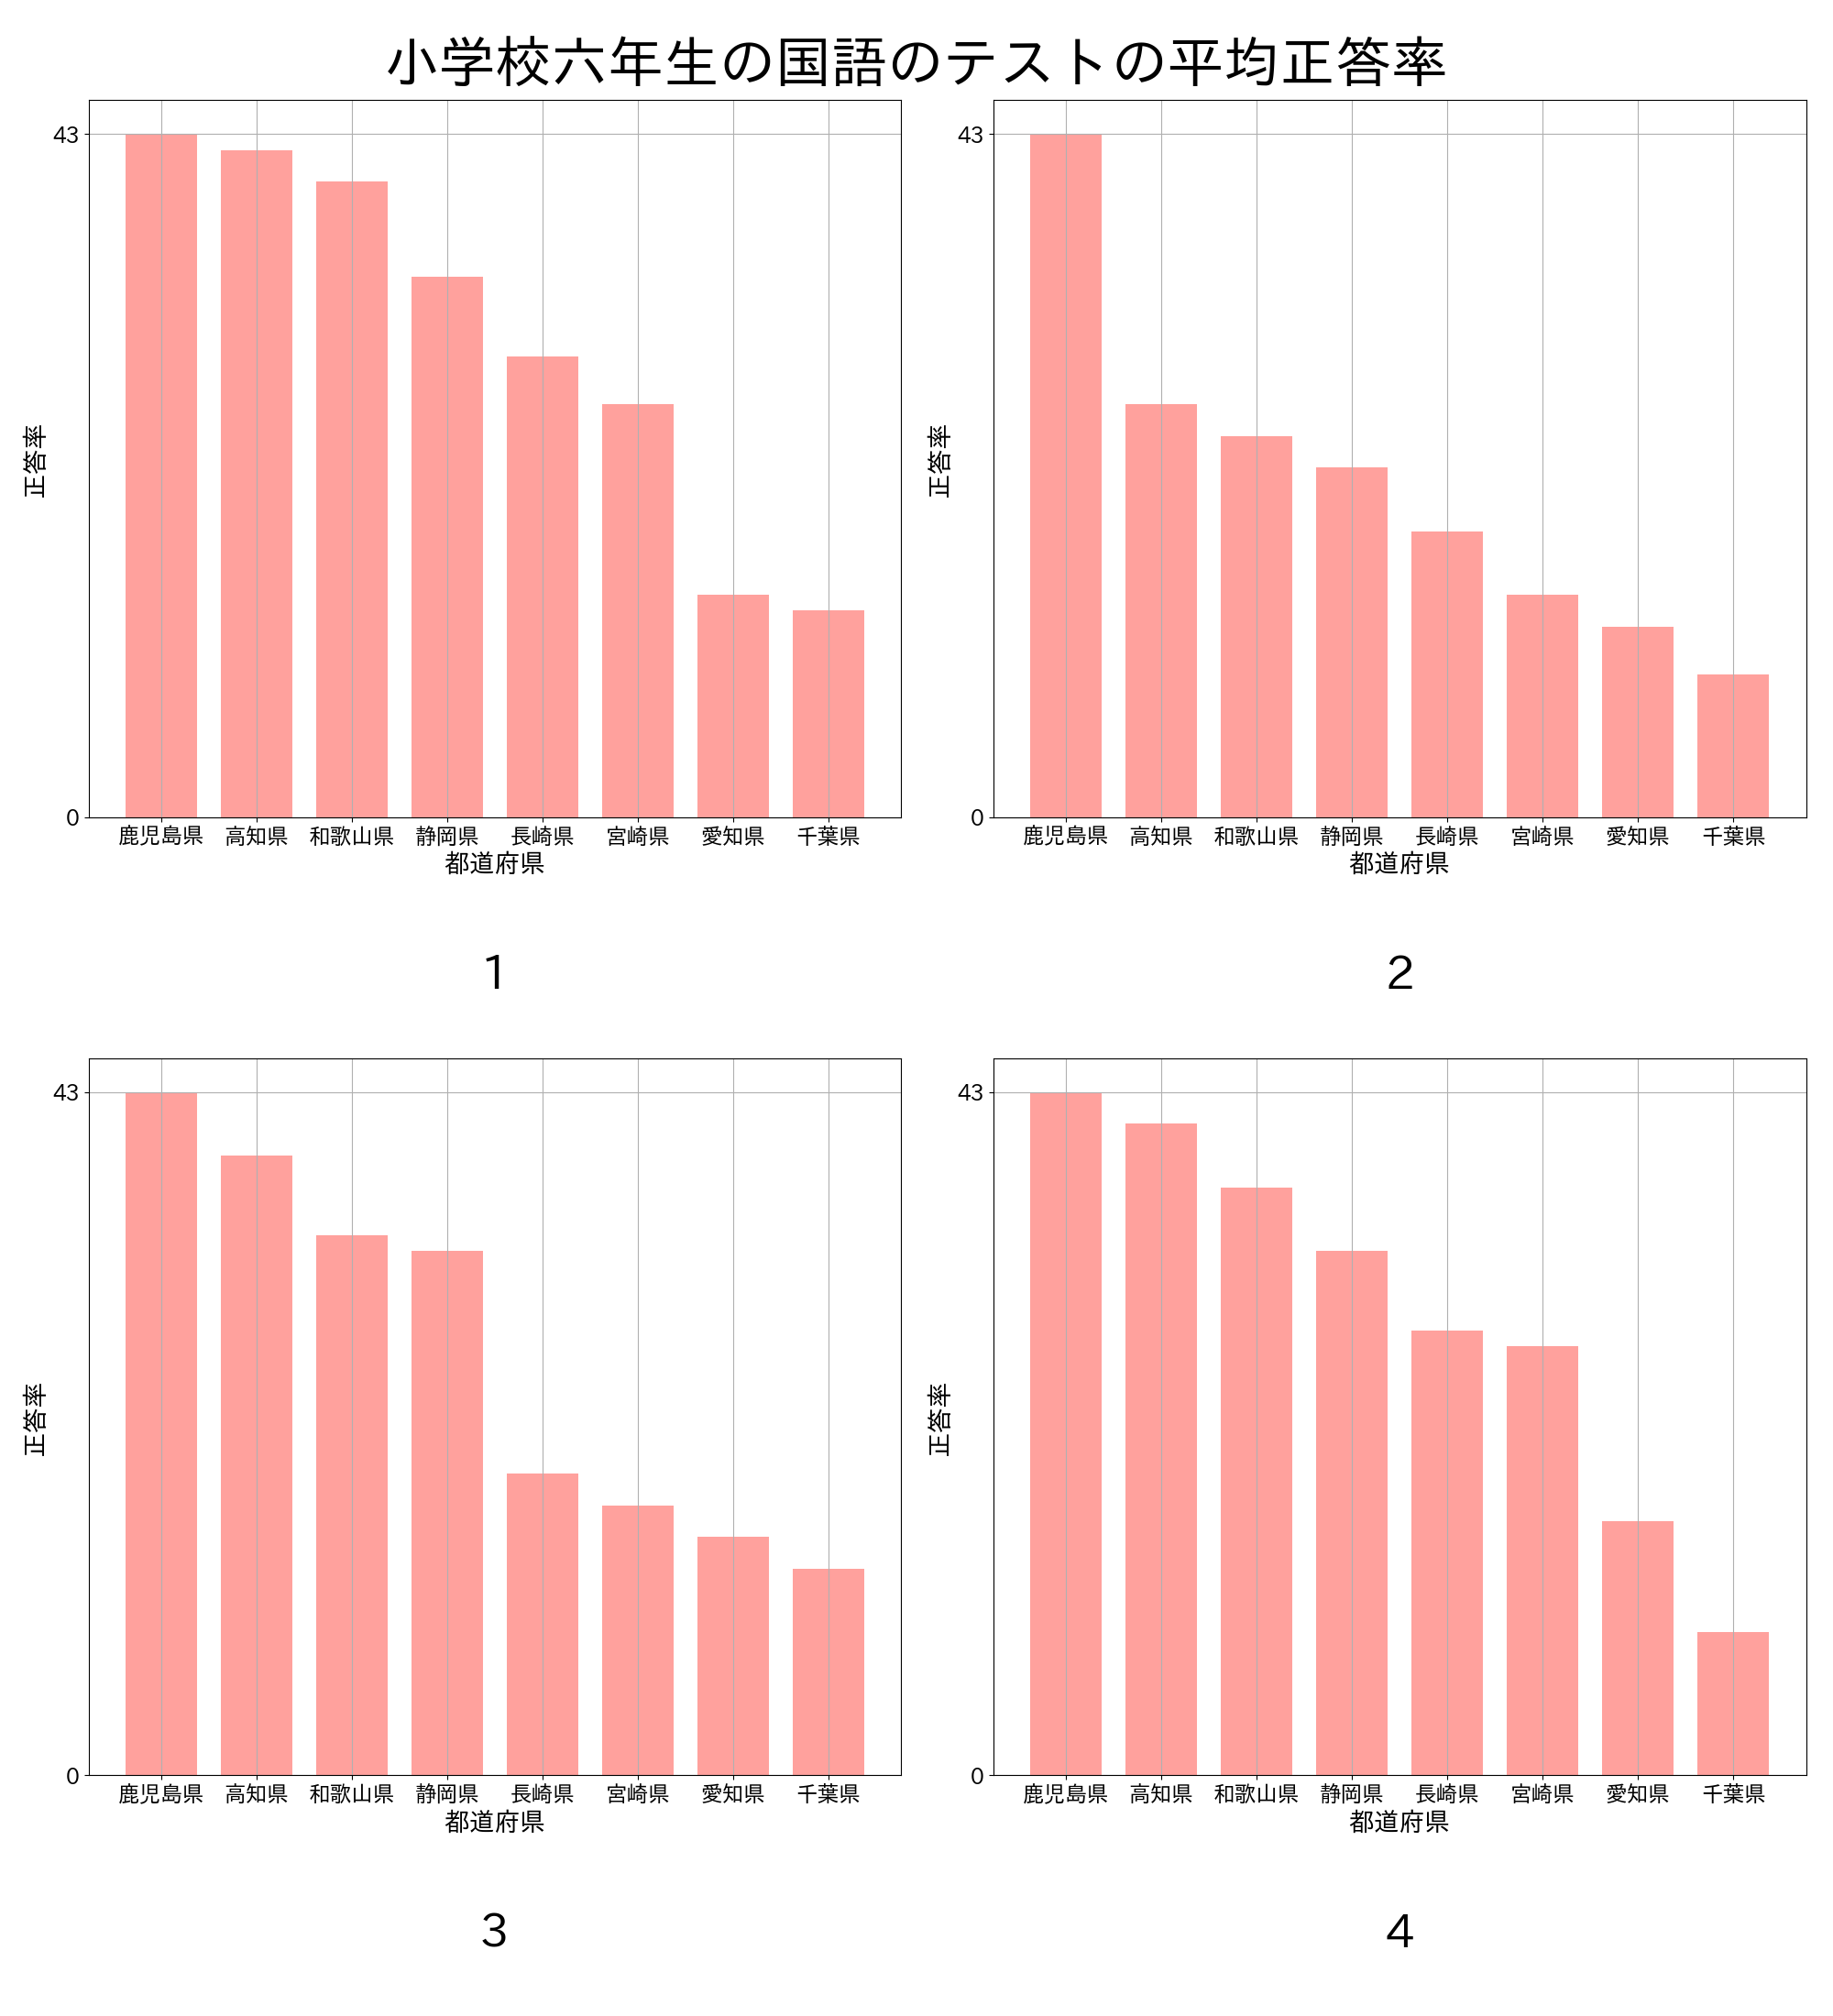 小学校六年生の国語のテストの平均正答率
43
0
正答率
鹿児島県 高知県 和歌山県 静岡県 長崎県 宮崎県 愛知県 千葉県
都道府県
1
43
0
正答率
鹿児島県 高知県 和歌山県 静岡県 長崎県 宮崎県 愛知県 千葉県
都道府県
2
43
0
正答率
鹿児島県 高知県 和歌山県 静岡県 長崎県 宮崎県 愛知県 千葉県
都道府県
3
43
0
正答率
鹿児島県 高知県 和歌山県 静岡県 長崎県 宮崎県 愛知県 千葉県
都道府県
4